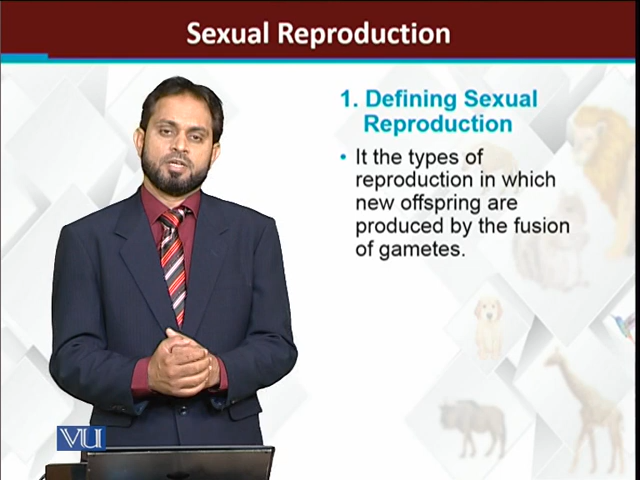 Sexual Reproduction
1. Defining Sexual
Reproduction
• It the types of
reproduction in which
new offspring are
produced by the fusion
of gametes.
VU